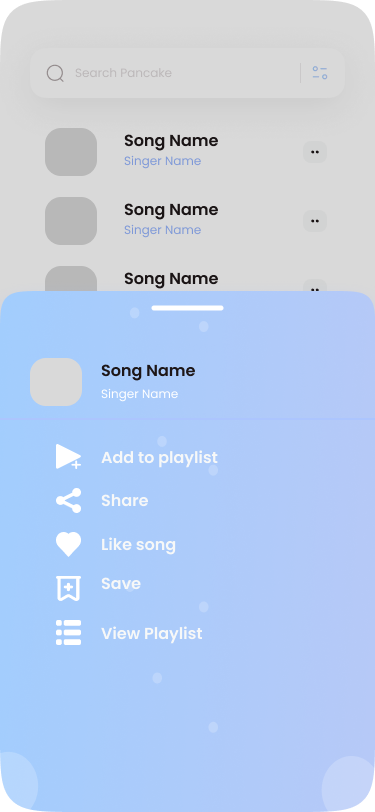 Search Pancake
Song Name
Singer Name
Song Name
Singer Name
Song Name
Song Name
Singer Name
Add to playlist
Share
Like song
Save
View Playlist